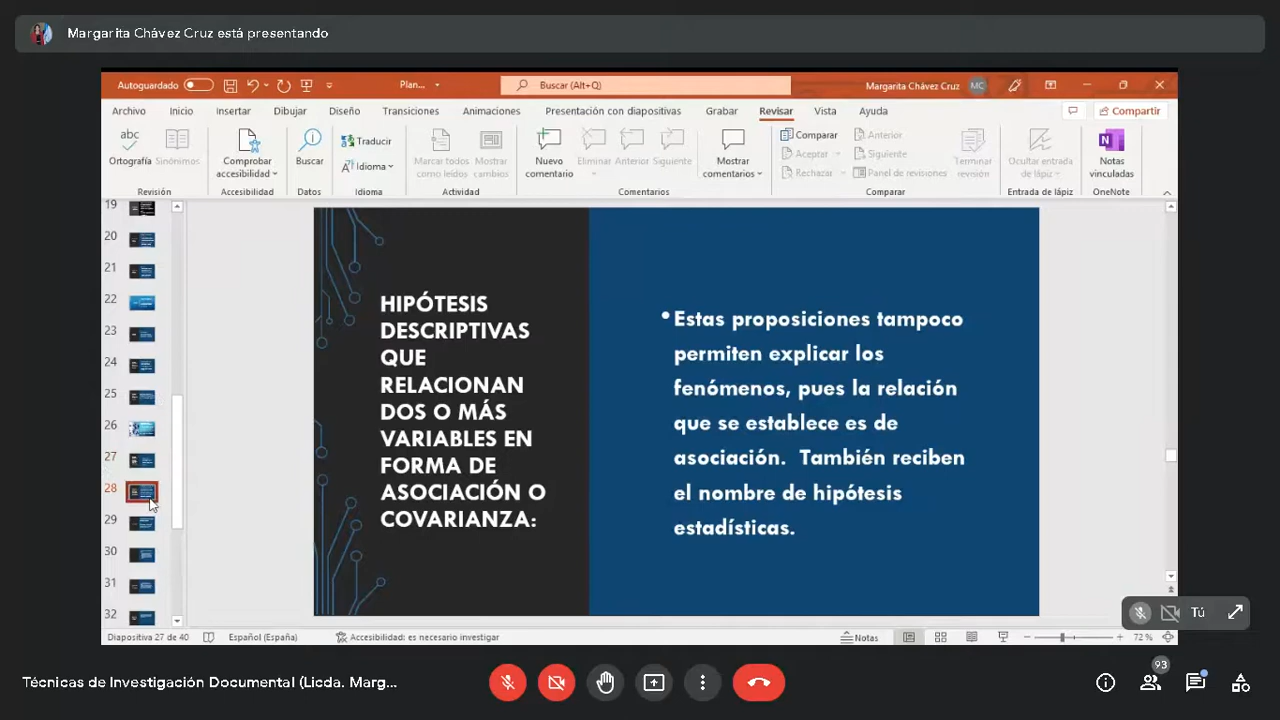 Margarita Chávez Cruz está presentando
Autoguardado
Plan...
Buscar (Alt+Q)
Margarita Chávez Cruz
MC
Archivo Inicio Insertar Dibujar Diseño Transiciones Animaciones Presentación con diapositivas Grabar Revisar Vista Ayuda
Compartir
abc
Ortografía
Sinónimos
Comprobar
accesibilidad
Buscar
Traducir
Idioma
Marcar todos
como leídos
Mostrar
cambios
Nuevo
comentario
Eliminar
Anterior
Siguiente
Mostrar
comentarios
Comparar
Aceptar
Rechazar
Anterior
Siguiente
Panel de revisiones
Terminar
revisión
Ocultar entrada
de lápiz
N
Notas
vinculadas
Revisión Accesibilidad Datos Idioma Actividad Comentarios Comparar Entrada de lápiz OneNote
19
20
21
22
23
24
25
26
27
28
29
30
31
32
HIPÓTESIS
DESCRIPTIVAS
QUE
RELACIONAN
DOS O MÁS
VARIABLES EN
FORMA DE
ASOCIACIÓN O
COVARIANZA:
• Estas proposiciones tampoco
permiten explicar los
fenómenos, pues la relación
que se establece es de
asociación. También reciben
el nombre de hipótesis
estadísticas.
Tú
Diapositiva 27 de 40
Español (España)
Accesibilidad: es necesario investigar
Notas
72 %
Técnicas de Investigación Documental (Licda. Marg...
93